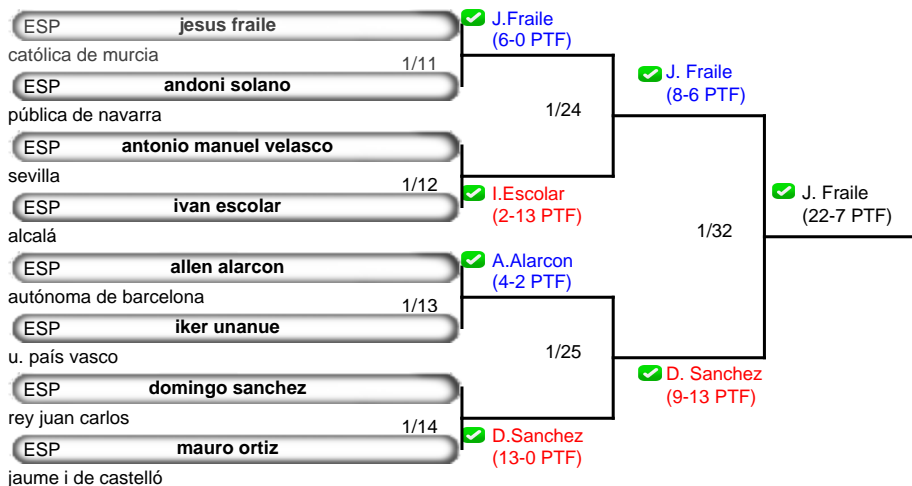 ESP jesus fraile
católica de murcia
1/11
ESP andoni solano
pública de navarra
J.Fraile
(6-0 PTF)
1/24
J. Fraile
(8-6 PTF)
ESP antonio manuel velasco
sevilla
1/12
ESP ivan escolar
alcalá
I.Escolar
(2-13 PTF)
1/32
J. Fraile
(22-7 PTF)
ESP allen alarcon
autónoma de barcelona
1/13
ESP iker unanue
u. país vasco
A.Alarcon
(4-2 PTF)
1/25
D. Sanchez
(9-13 PTF)
ESP domingo sanchez
rey juan carlos
1/14
ESP mauro ortiz
jaume i de castelló
D.Sanchez
(13-0 PTF)